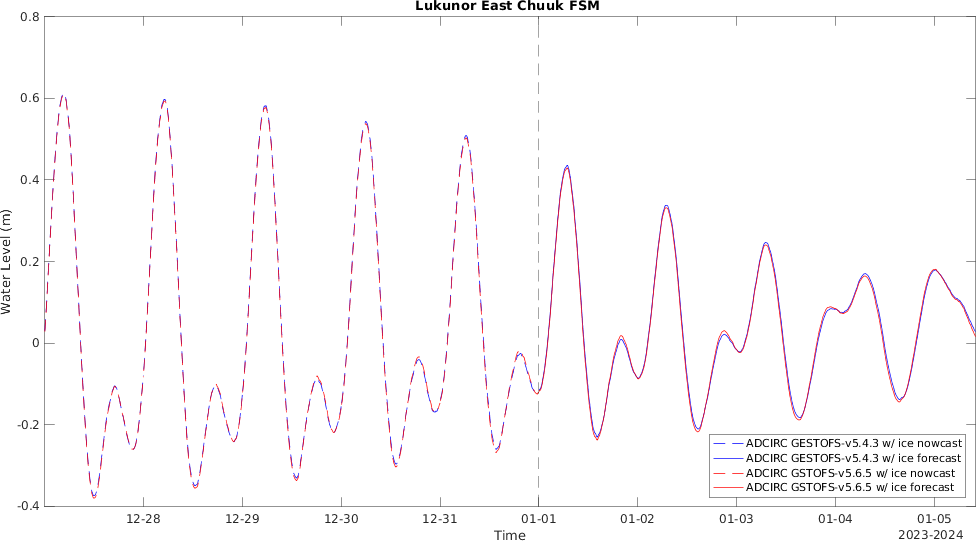 Lukunor East Chuuk FSM
0.8
0.6
0.4
0.2
0
-0.2
-0.4
Water Level (m)
ADCIRC GESTOFS-v5.4.3 w/ ice nowcast
ADCIRC GESTOFS-v5.4.3 w/ ice forecast
ADCIRC GSTOFS-v5.6.5 w/ ice nowcast
ADCIRC GSTOFS-v5.6.5 w/ ice forecast
12-28 12-29 12-30 12-31 01-01 01-02 01-03 01-04 01-05
Time
2023-2024